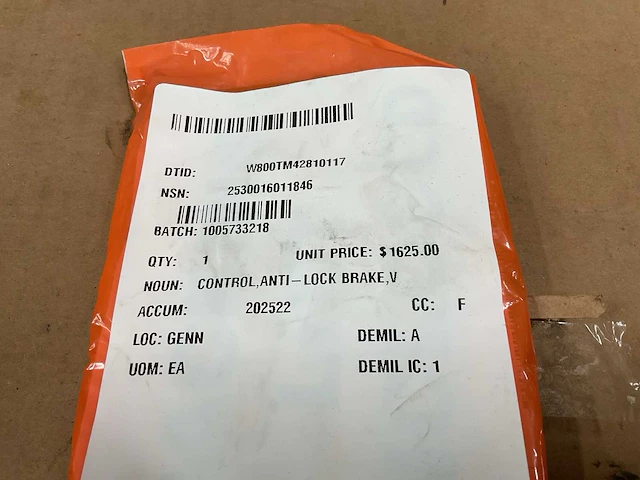 DTID: W800TM42810117
NSN: 2530016011846
BATCH: 1005733218
QTY: 1 UNIT PRICE: $1625.00
NOUN: CONTROL,ANTI-LOCK BRAKE,V
ACCUM: 202522 CC: F
LOC: GENN DEMIL: A
UOM: EA DEMIL IC: 1